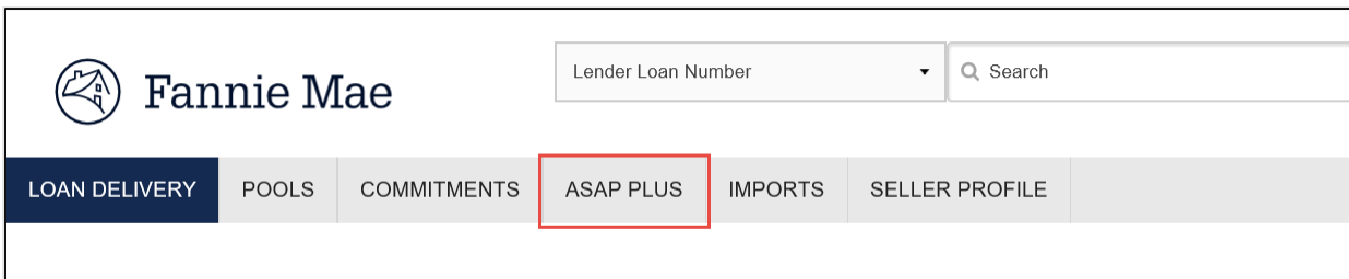 Lender Loan Number
Search
Fannie Mae
LOAN DELIVERY POOLS COMMITMENTS ASAP PLUS IMPORTS SELLER PROFILE